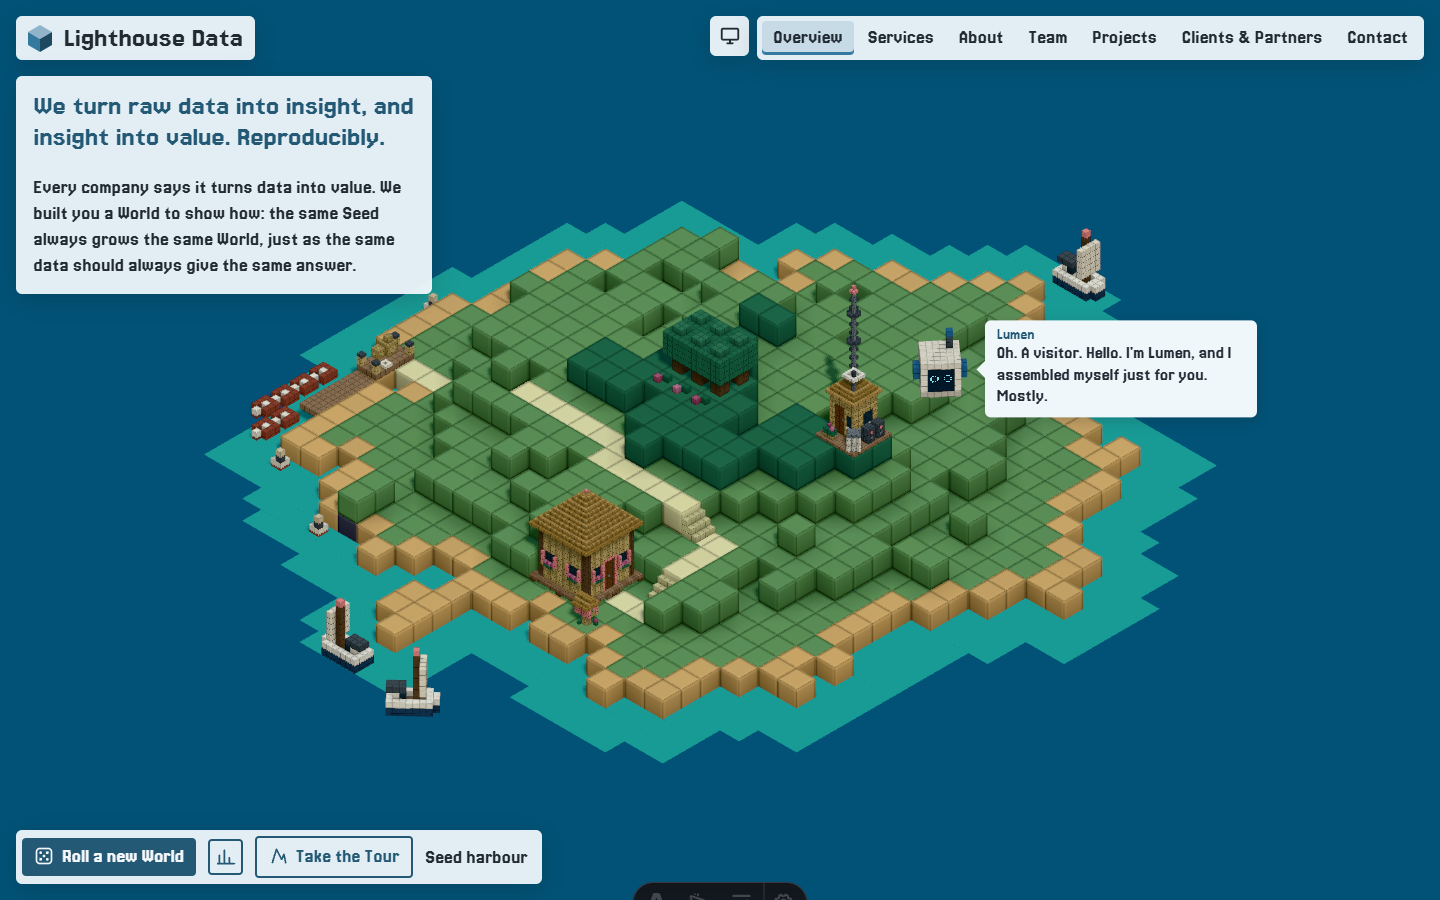 Lighthouse Data
Overview Services About Team Projects Clients & Partners Contact
We turn raw data into insight, and
insight into value. Reproducibly.
Every company says it turns data into value. We
built you a World to show how: the same Seed
always grows the same World, just as the same
data should always give the same answer.
Lumen
Oh. A visitor. Hello. I'm Lumen, and I
assembled myself just for you.
Mostly.
Roll a new World Take the Tour Seed harbour